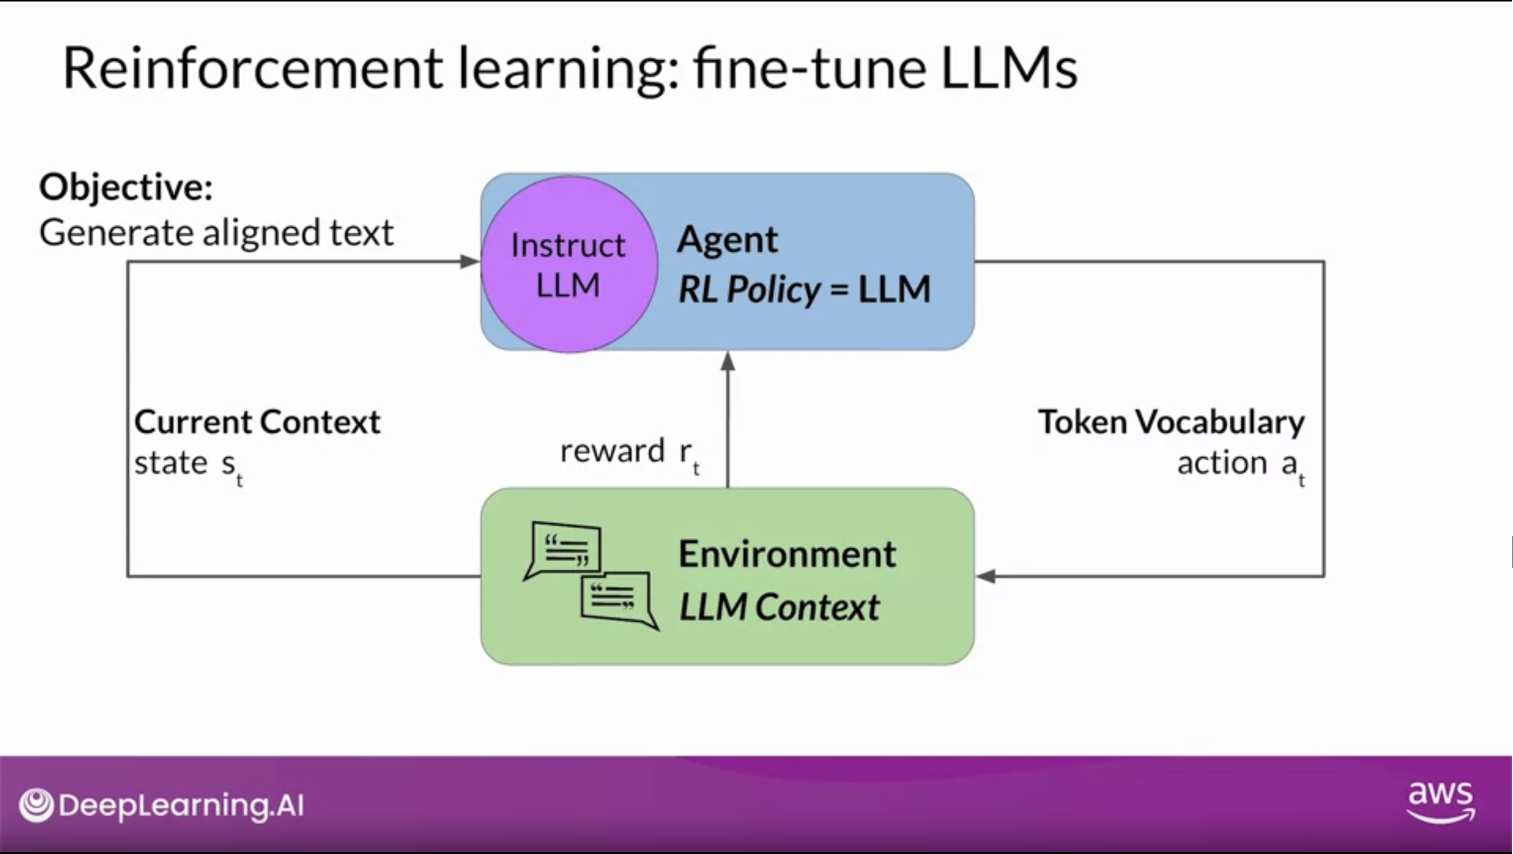 Reinforcement learning: fine-tune LLMs
Objective:
Generate aligned text
Instruct
LLM
Agent
RL Policy = LLM
Current Context
state s_t
reward r_t
Token Vocabulary
action a_t
Environment
LLM Context
DeepLearning.AI
aws